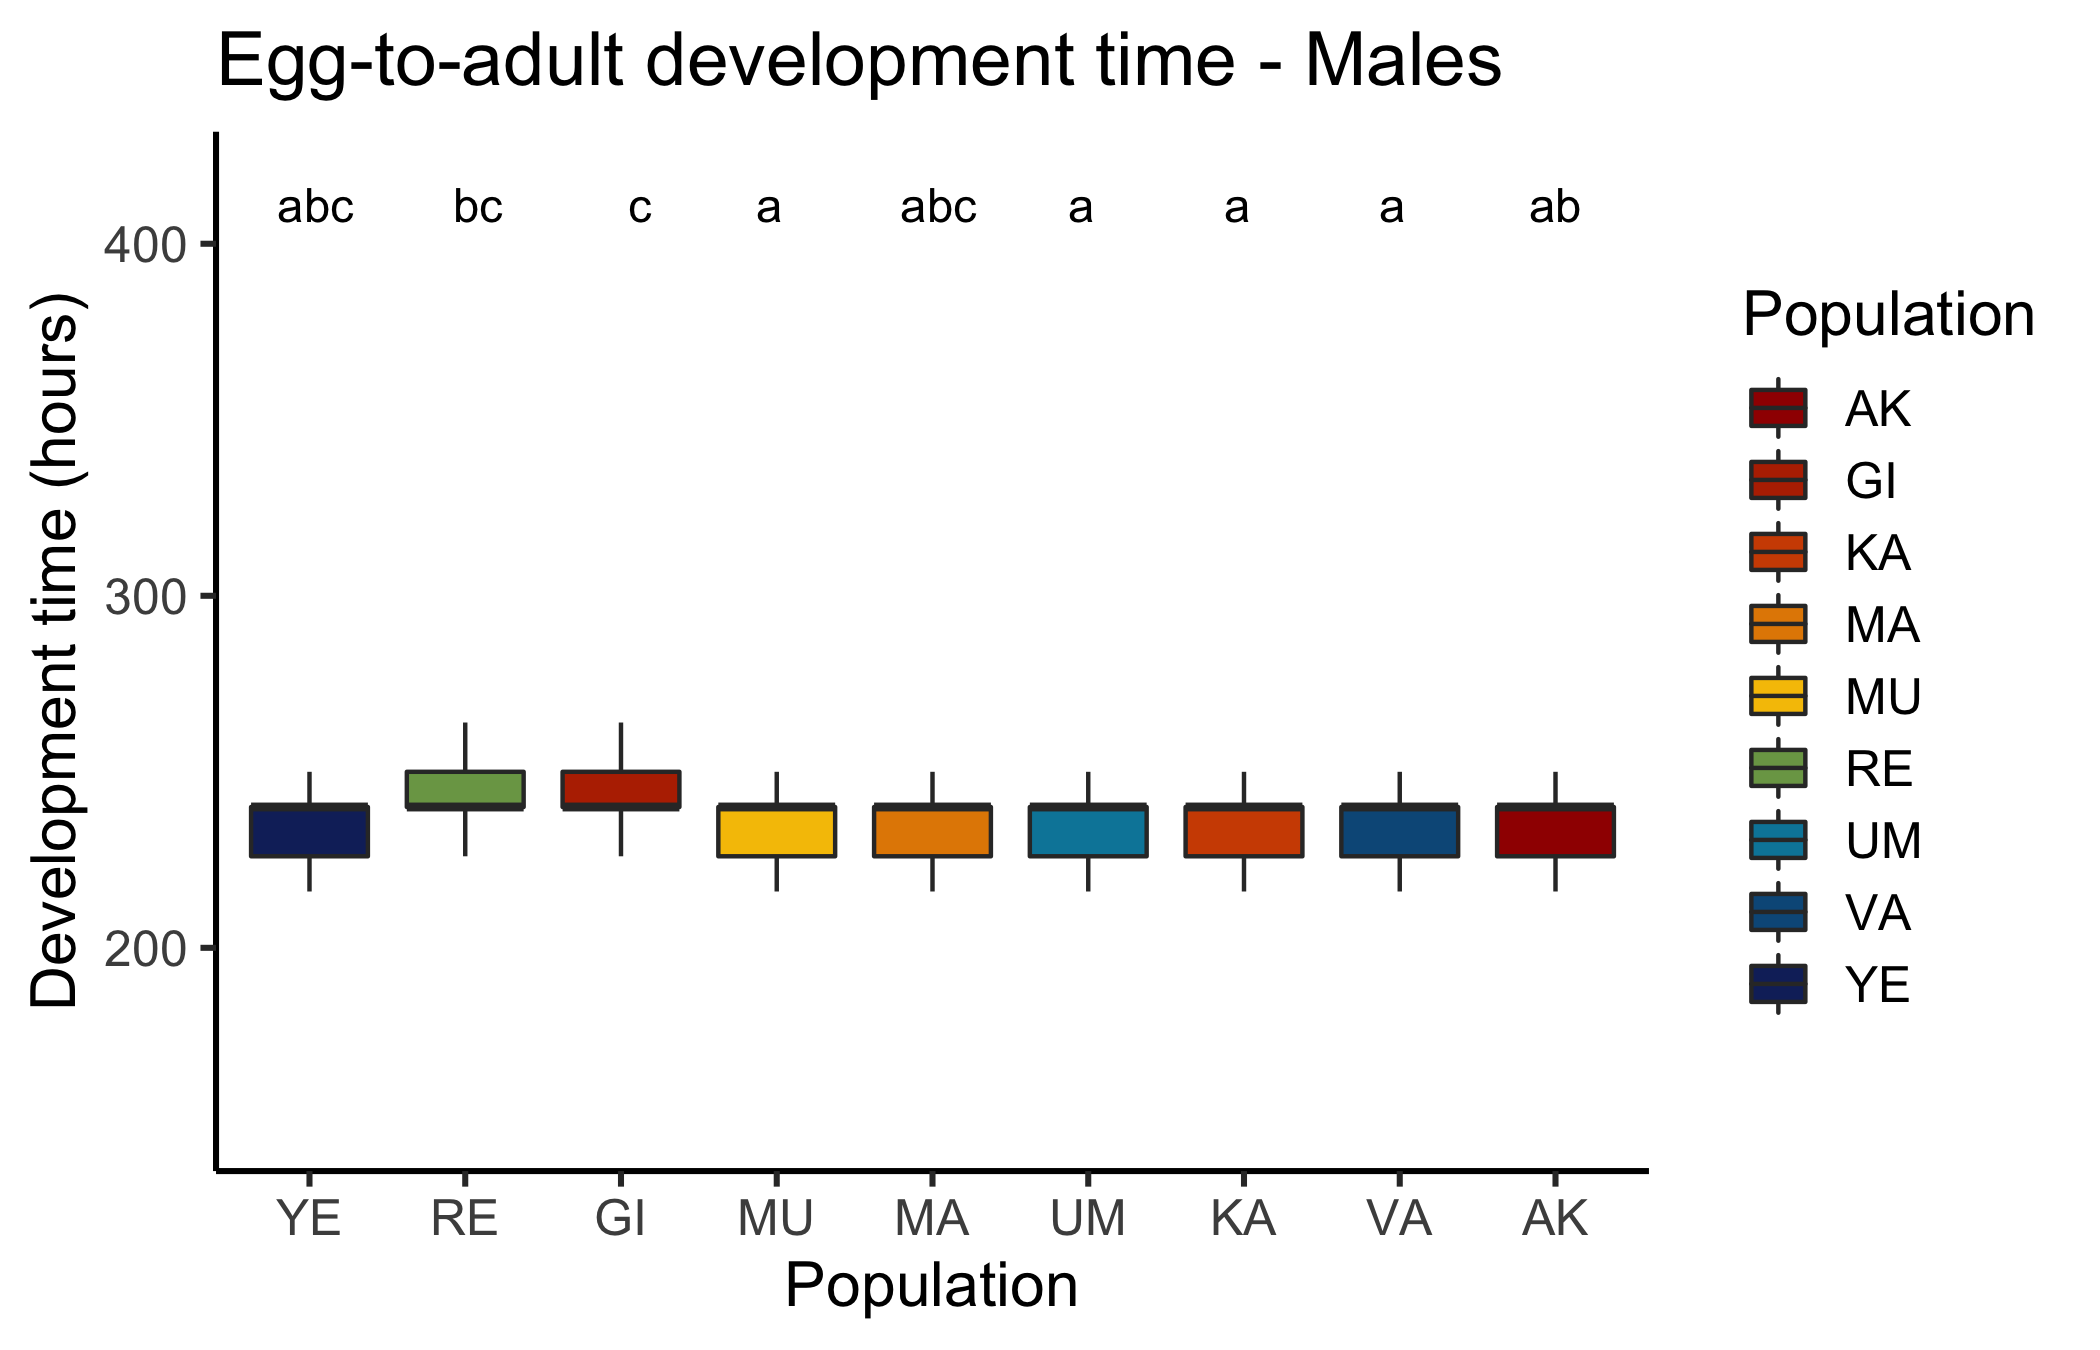 Egg-to-adult development time - Males
abc bc c a abc a a a ab
400
300
200
Development time (hours)
YE RE GI MU MA UM KA VA AK
Population
Population
AK
GI
KA
MA
MU
RE
UM
VA
YE